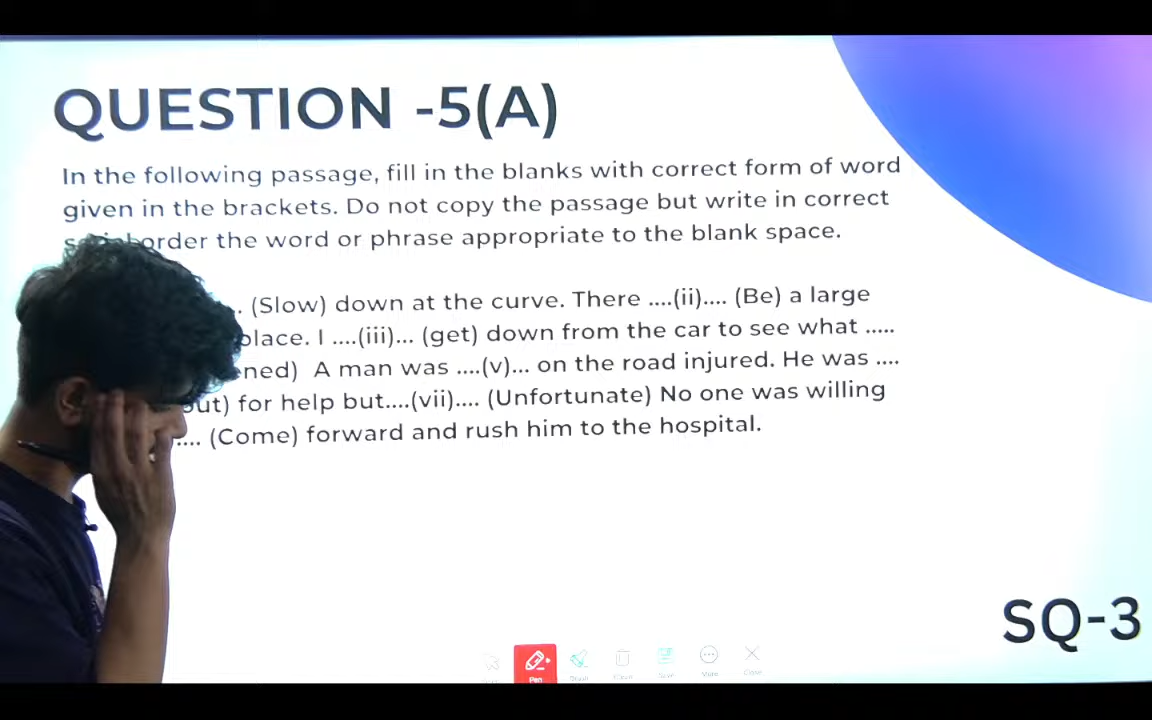 QUESTION -5(A)
In the following passage, fill in the blanks with correct form of word
given in the brackets. Do not copy the passage but write in correct
order the word or phrase appropriate to the blank space.
. (Slow) down at the curve. There ....(ii).... (Be) a large
place. I ....(iii)... (get) down from the car to see what .....
ned) A man was ....(v)... on the road injured. He was ....
out) for help but....(vii).... (Unfortunate) No one was willing
.... (Come) forward and rush him to the hospital.
SQ-3
Pen